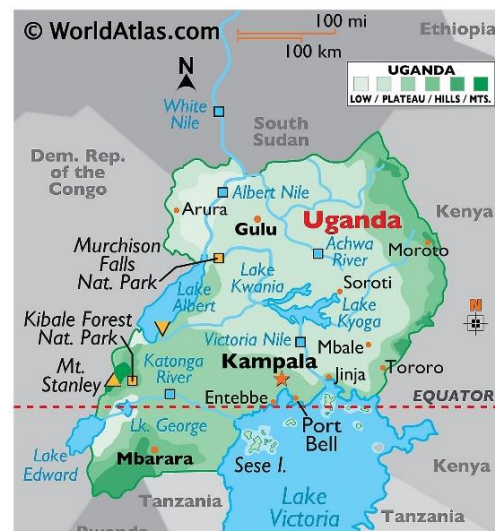 © WorldAtlas.com
100 mi
100 km
Ethiopia
N
UGANDA
LOW / PLATEAU / HILLS / MTS.
White
Nile
South
Sudan
Dem. Rep.
of the
Congo
Albert Nile
Arura
Gulu
Uganda
Kenya
Murchison
Falls
Nat. Park
Achwa
River
Moroto
Lake
Kwania
Soroti
Lake
Albert
Lake
Kyoga
N
Kibale Forest
Nat. Park
Victoria Nile
Mbale
Mt.
Stanley
Katonga
River
Kampala
Jinja
Tororo
Entebbe
EQUATOR
Lk. George
Port
Bell
Lake
Edward
Mbarara
Sese I.
Kenya
Tanzania
Lake
Victoria
Tanzania
Rwanda